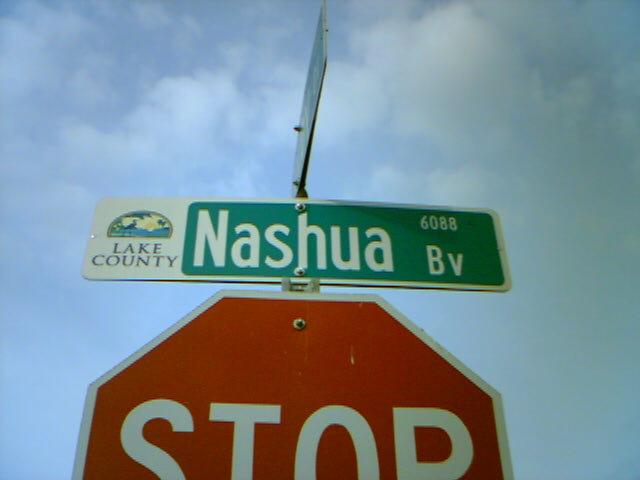 LAKE
COUNTY
Nashua
6088
Bv
STOP